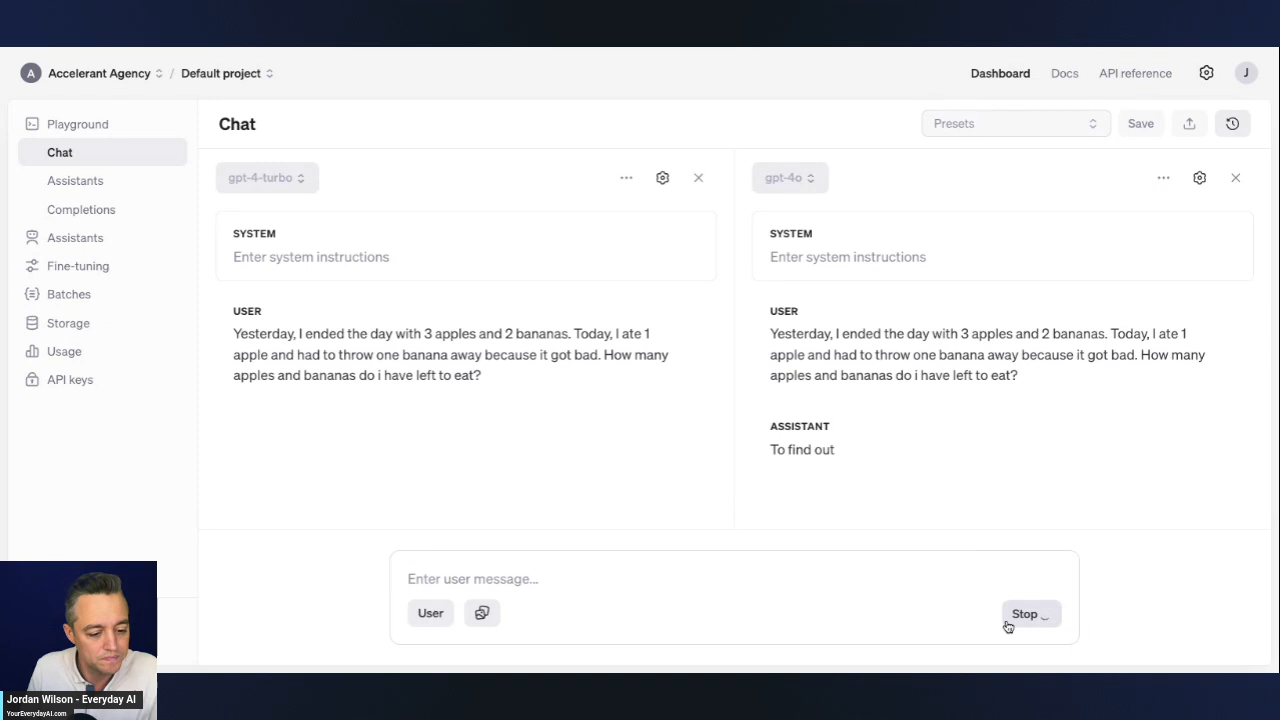 A Accelerant Agency / Default project Dashboard Docs API reference J
Playground
Chat
Assistants
Completions
Assistants
Fine-tuning
Batches
Storage
Usage
API keys
Chat Presets Save
gpt-4-turbo
SYSTEM
Enter system instructions
USER
Yesterday, I ended the day with 3 apples and 2 bananas. Today, I ate 1
apple and had to throw one banana away because it got bad. How many
apples and bananas do i have left to eat?
gpt-4o
SYSTEM
Enter system instructions
USER
Yesterday, I ended the day with 3 apples and 2 bananas. Today, I ate 1
apple and had to throw one banana away because it got bad. How many
apples and bananas do i have left to eat?
ASSISTANT
To find out
Enter user message...
User Stop
Jordan Wilson - Everyday AI
YourEverydayAI.com